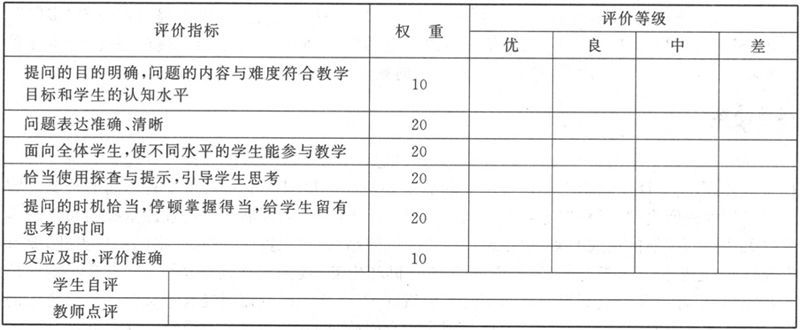 评价指标 权 重 评价等级
优 良 中 差
提问的目的明确,问题的内容与难度符合教学
目标和学生的认知水平 10
问题表达准确、清晰 20
面向全体学生,使不同水平的学生能参与教学 20
恰当使用探查与提示,引导学生思考 20
提问的时机恰当,停顿掌握得当,给学生留有
思考的时间 20
反应及时,评价准确 10
学生自评
教师点评